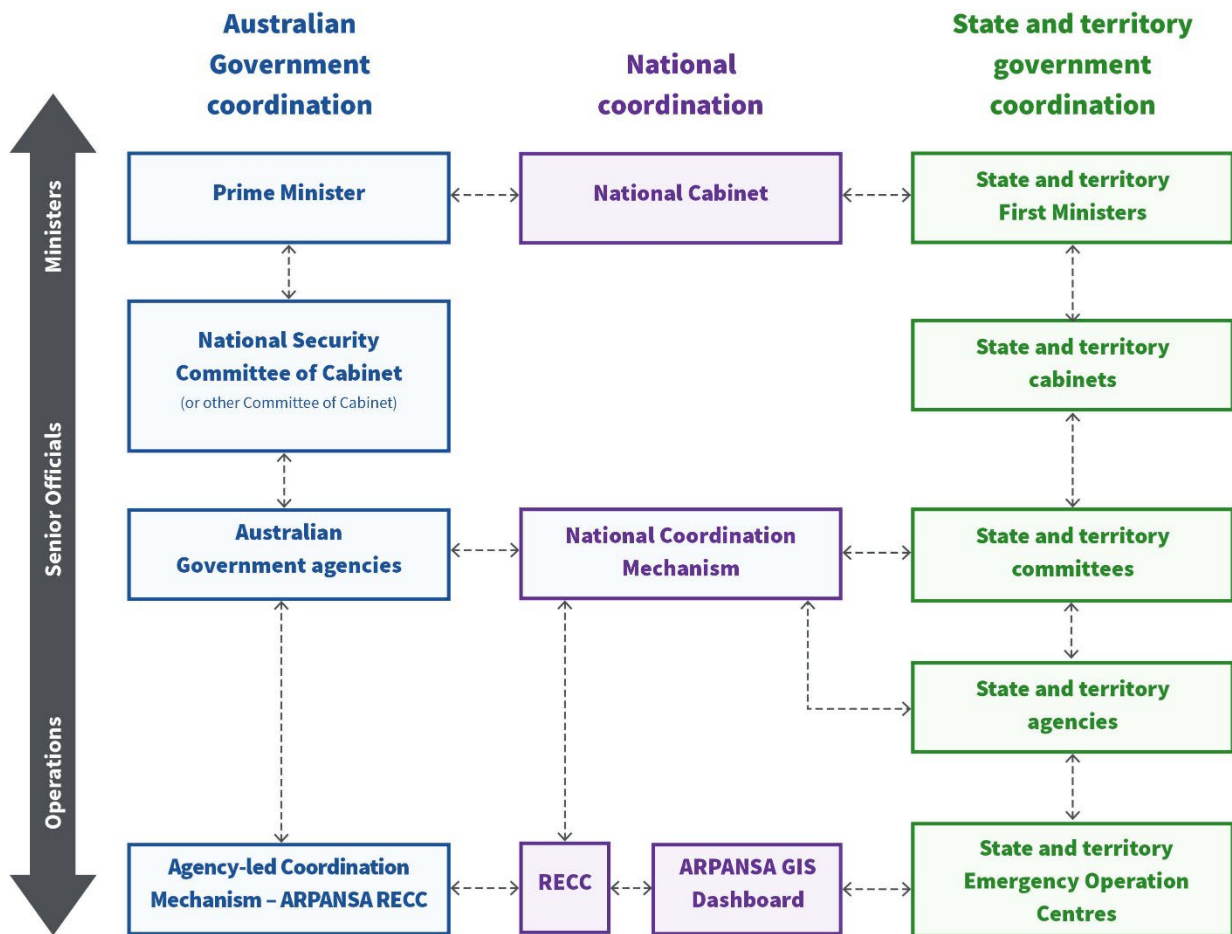 Australian
Government
coordination
National
coordination
State and territory
government
coordination
Ministers
Senior Officials
Operations
Prime Minister
National Cabinet
State and territory
First Ministers
National Security
Committee of Cabinet
(or other Committee of Cabinet)
State and territory
cabinets
Australian
Government agencies
National Coordination
Mechanism
State and territory
committees
State and territory
agencies
Agency-led Coordination
Mechanism – ARPANSA RECC
RECC
ARPANSA GIS
Dashboard
State and territory
Emergency Operation
Centres